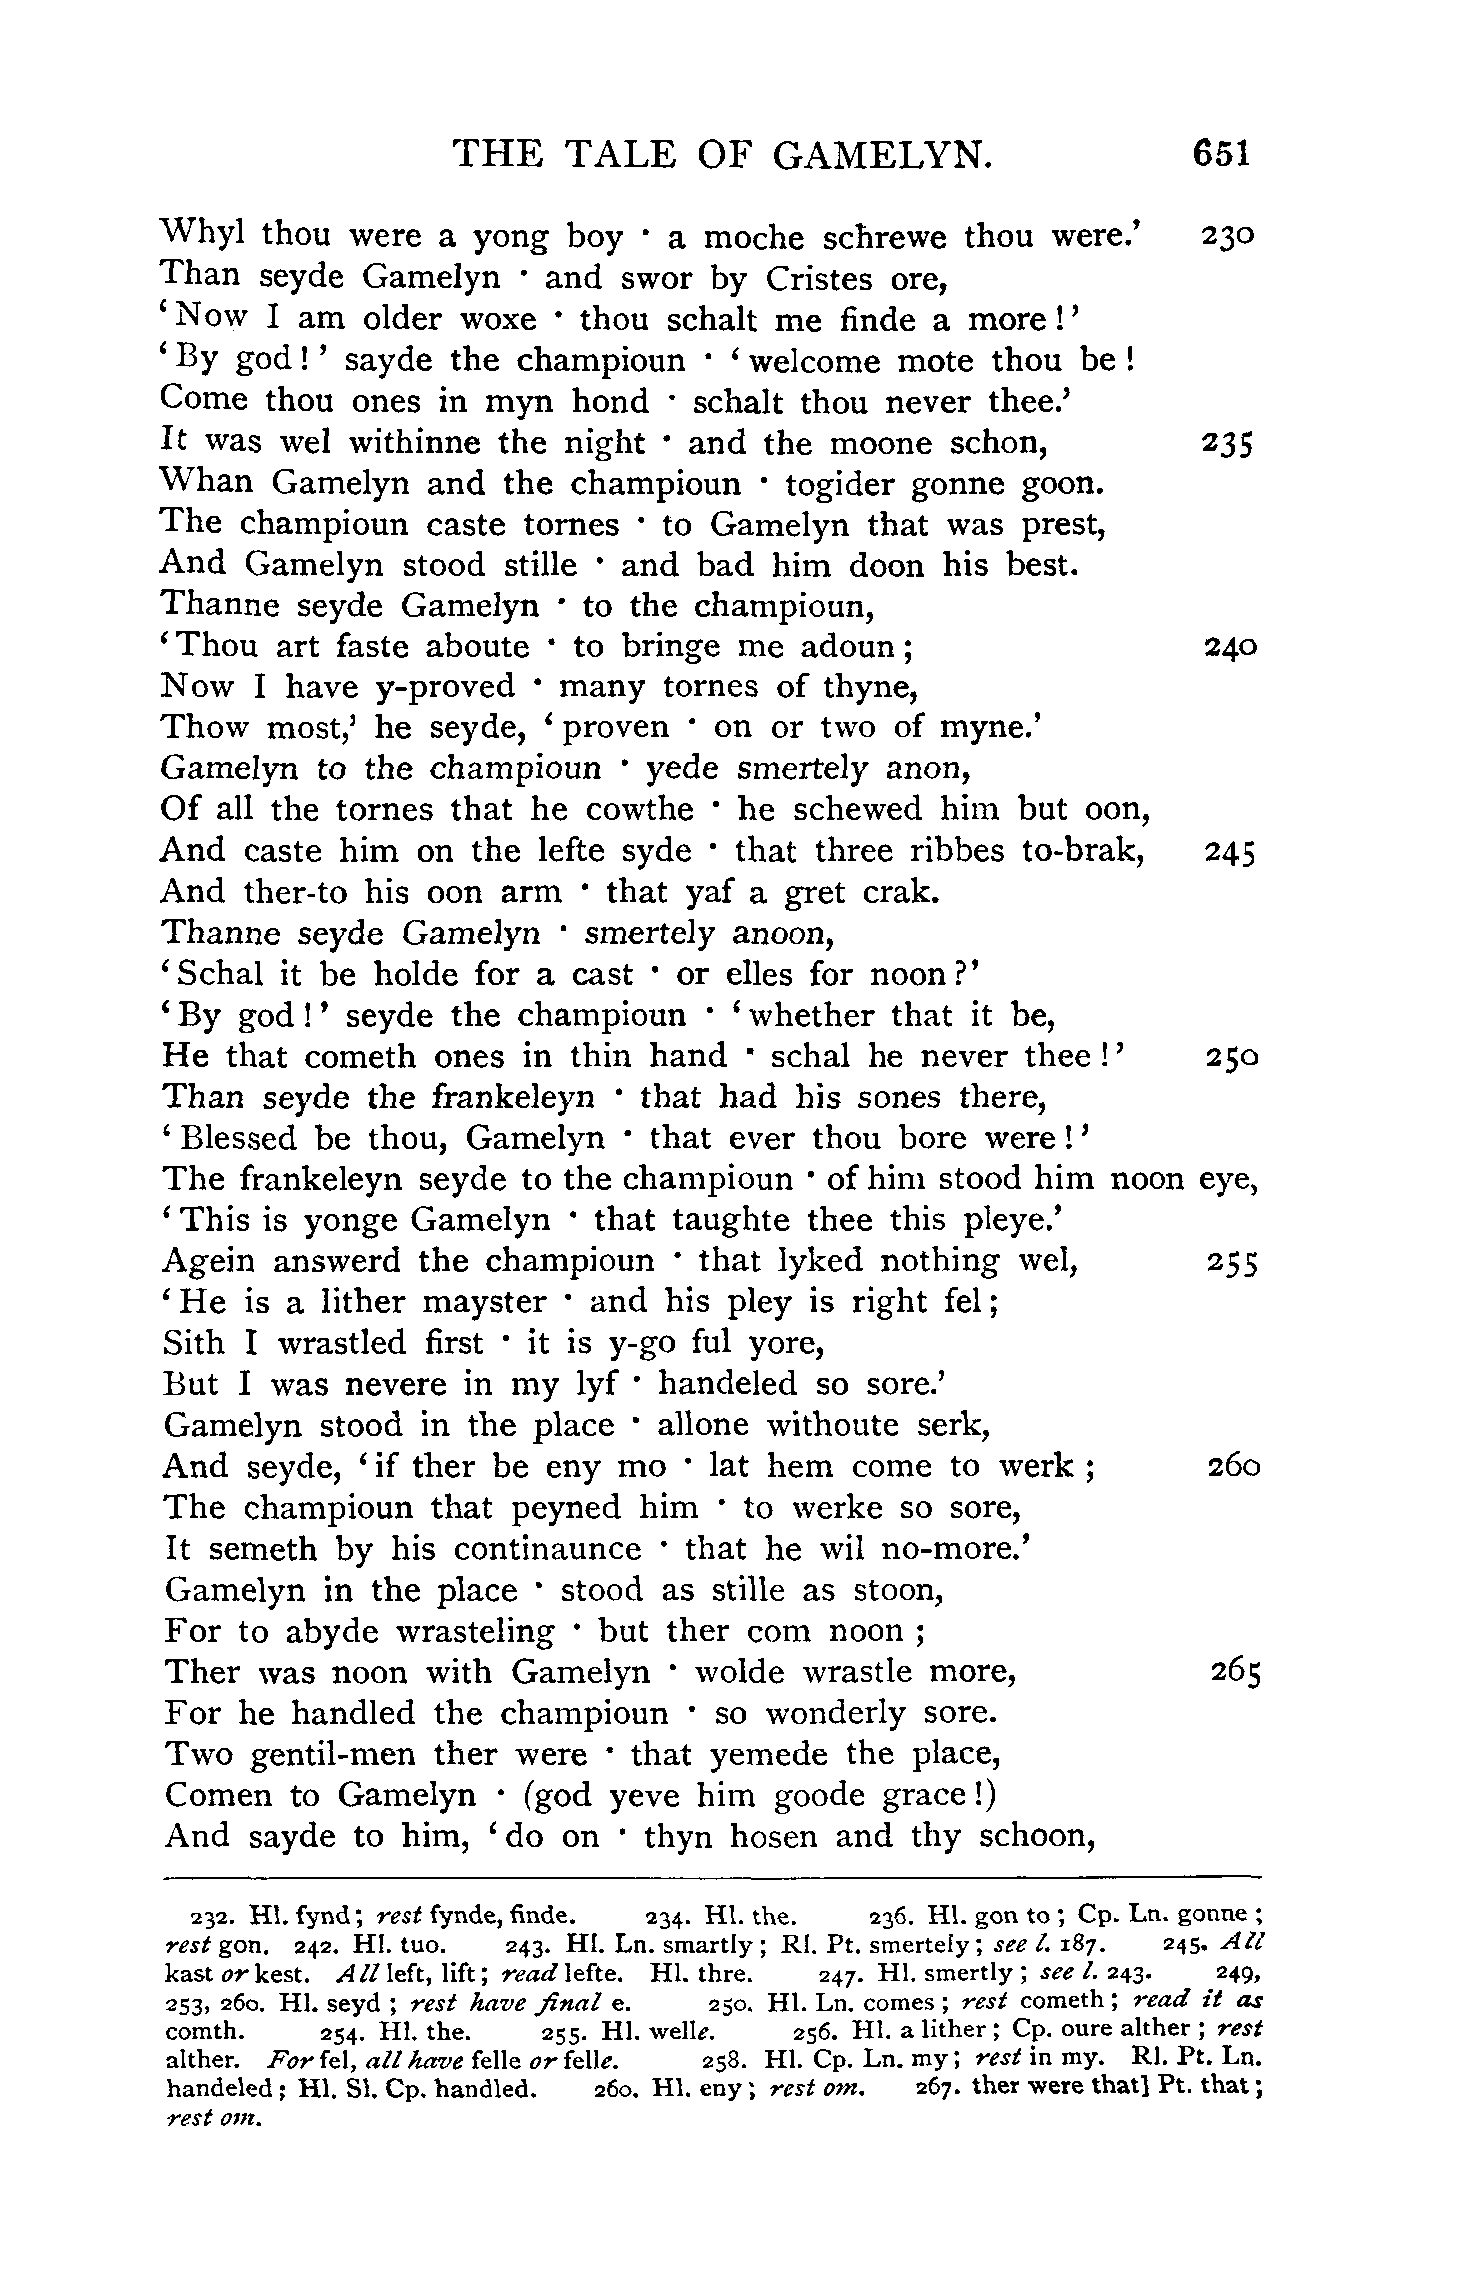 THE TALE OF GAMELYN. 651
Whyl thou were a yong boy · a moche schrewe thou were.’ 230
Than seyde Gamelyn · and swor by Cristes ore,
‘Now I am older woxe · thou schalt me finde a more!’
‘By god!’ sayde the champioun · ‘welcome mote thou be!
Come thou ones in myn hond · schalt thou never thee.’
It was wel withinne the night · and the moone schon, 235
Whan Gamelyn and the champioun · togider gonne goon.
The champioun caste tornes · to Gamelyn that was prest,
And Gamelyn stood stille · and bad him doon his best.
Thanne seyde Gamelyn · to the champioun,
‘Thou art faste aboute · to bringe me adoun; 240
Now I have y-proved · many tornes of thyne,
Thow most,’ he seyde, ‘proven · on or two of myne.’
Gamelyn to the champioun · yede smertely anon,
Of all the tornes that he cowthe · he schewed him but oon,
And caste him on the lefte syde · that three ribbes to-brak, 245
And ther-to his oon arm · that yaf a gret crak.
Thanne seyde Gamelyn · smertely anoon,
‘Schal it be holde for a cast · or elles for noon?’
‘By god!’ seyde the champioun · ‘whether that it be,
He that cometh ones in thin hand · schal he never thee!’ 250
Than seyde the frankeleyn · that had his sones there,
‘Blessed be thou, Gamelyn · that ever thou bore were!’
The frankeleyn seyde to the champioun · of him stood him noon eye,
‘This is yonge Gamelyn · that taughte thee this pleye.’
Agein answerd the champioun · that lyked nothing wel, 255
‘He is a lither mayster · and his pley is right fel;
Sith I wrastled first · it is y-go ful yore,
But I was nevere in my lyf · handeled so sore.’
Gamelyn stood in the place · allone withoute serk,
And seyde, ‘if ther be eny mo · lat hem come to werk; 260
The champioun that peyned him · to werke so sore,
It semeth by his continaunce · that he wil no-more.’
Gamelyn in the place · stood as stille as stoon,
For to abyde wrasteling · but ther com noon;
Ther was noon with Gamelyn · wolde wrastle more, 265
For he handled the champioun · so wonderly sore.
Two gentil-men ther were · that yemede the place,
Comen to Gamelyn · (god yeve him goode grace!)
And sayde to him, ‘do on · thyn hosen and thy schoon,
232. Hl. fynd; rest fynde, finde. 234. Hl. the. 236. Hl. gon to; Cp. Ln. gonne;
rest gon. 242. Hl. tuo. 243. Hl. Ln. smartly; Rl. Pt. smertely; see l. 187. 245. All
kast or kest. All left, lift; read lefte. Hl. thre. 247. Hl. smertly; see l. 243. 249,
253, 260. Hl. seyd; rest have final e. 250. Hl. Ln. comes; rest cometh; read it as
comth. 254. Hl. the. 255. Hl. welle. 256. Hl. a lither; Cp. oure alther; rest
alther. For fel, all have felle or felle. 258. Hl. Cp. Ln. my; rest in my. Rl. Pt. Ln.
handeled; Hl. Sl. Cp. handled. 260. Hl. eny; rest om. 267. ther were that] Pt. that;
rest om.